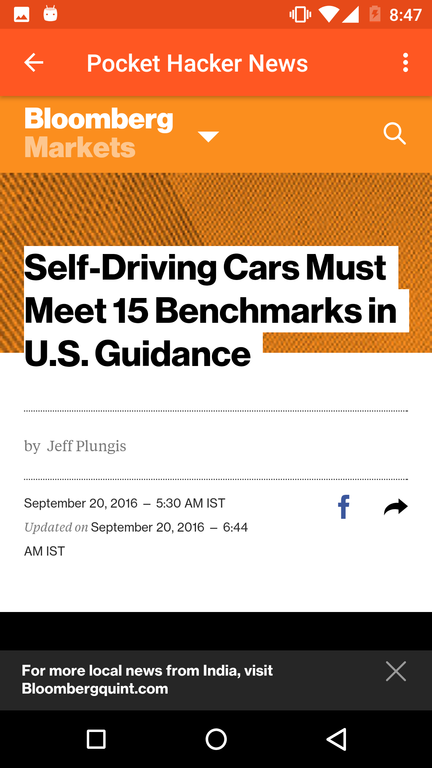 8:47
Pocket Hacker News
Bloomberg
Markets
Self-Driving Cars Must
Meet 15 Benchmarks in
U.S. Guidance
by Jeff Plungis
September 20, 2016 — 5:30 AM IST
Updated on September 20, 2016 — 6:44
AM IST
For more local news from India, visit
Bloombergquint.com